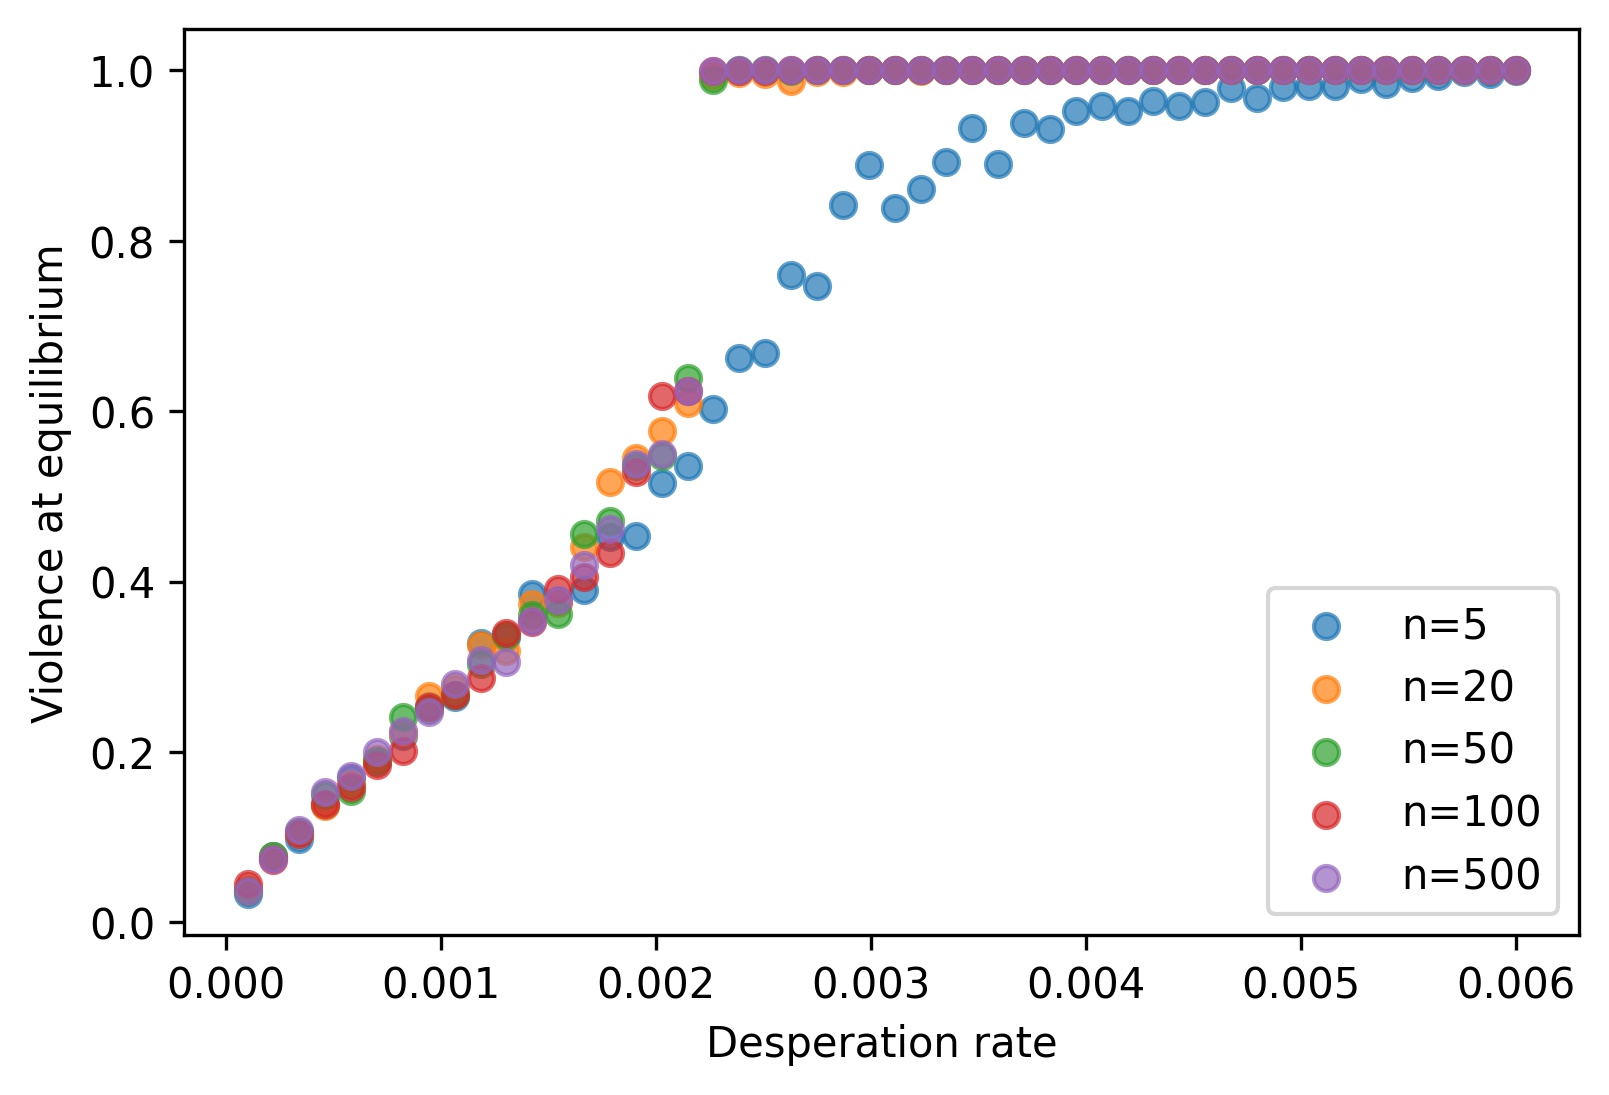 1.0
0.8
0.6
0.4
0.2
0.0
Violence at equilibrium
0.000 0.001 0.002 0.003 0.004 0.005 0.006
Desperation rate
n=5
n=20
n=50
n=100
n=500